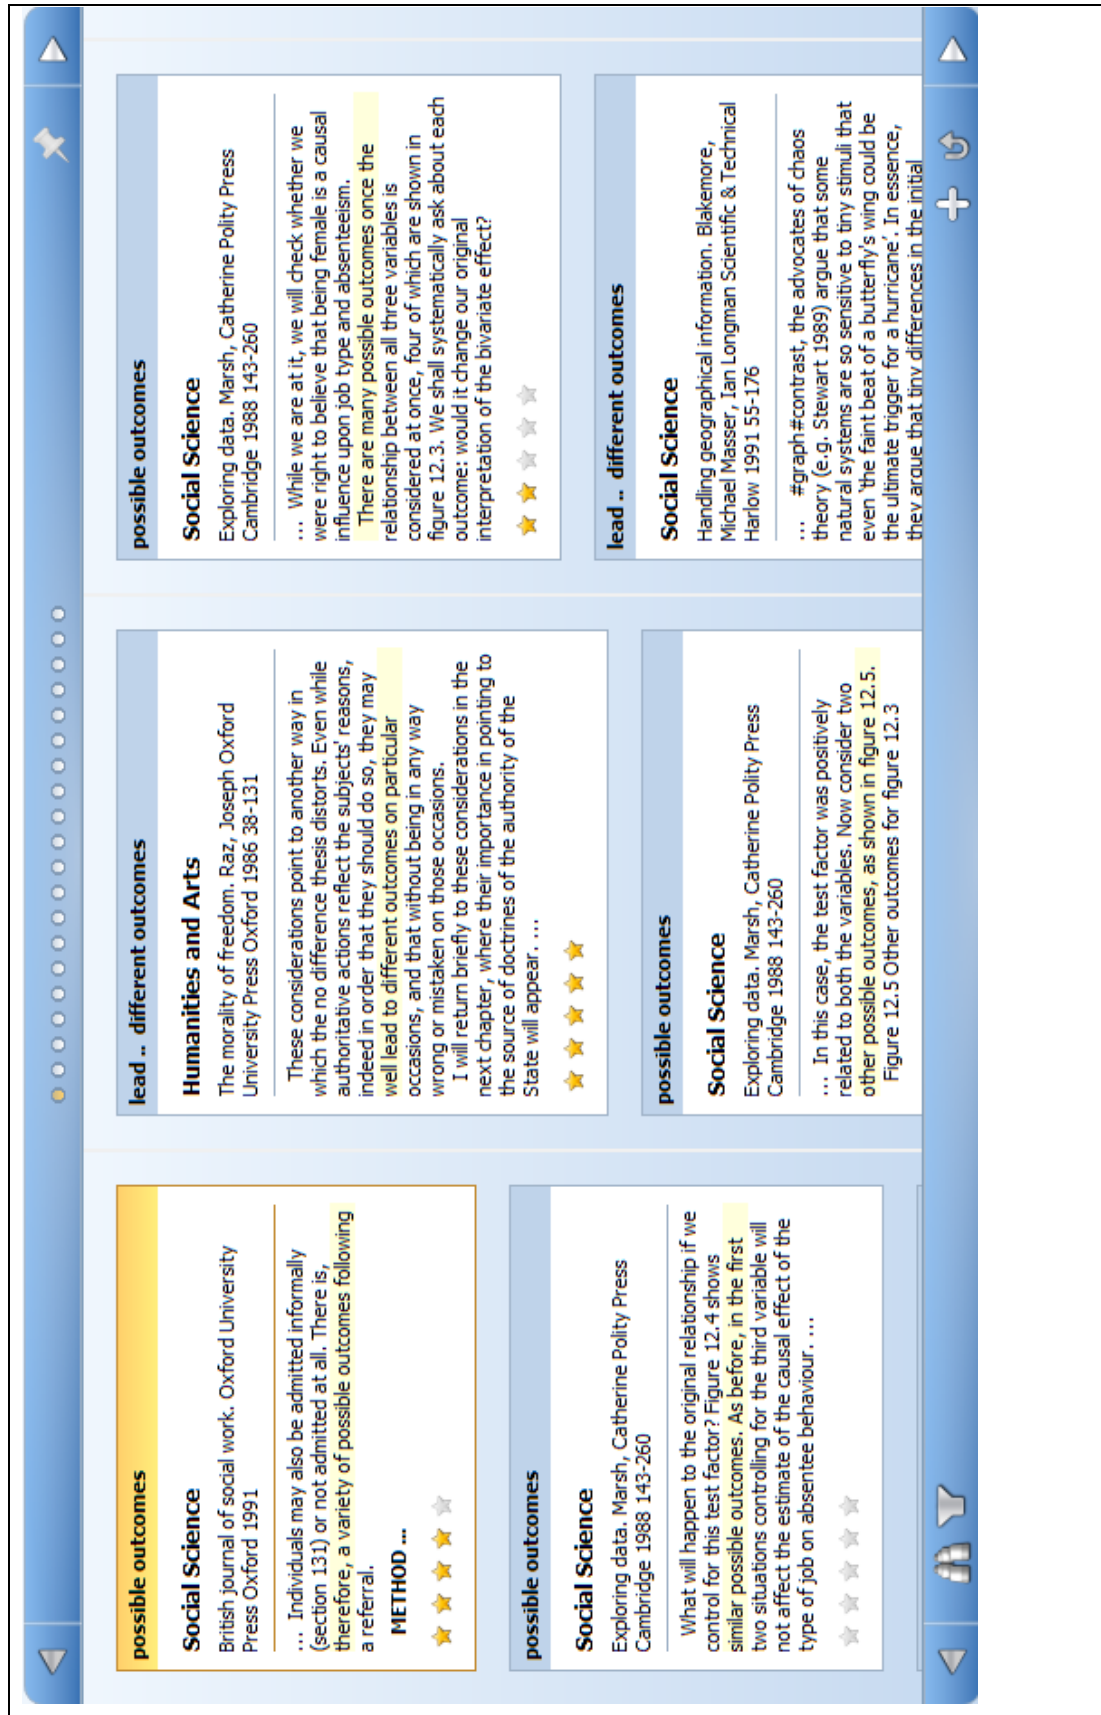 possible outcomes
Social Science
British journal of social work. Oxford University
Press Oxford 1991
... Individuals may also be admitted informally
(section 131) or not admitted at all. There is,
therefore, a variety of possible outcomes following
a referral.
METHOD ...
possible outcomes
Social Science
Exploring data. Marsh, Catherine Polity Press
Cambridge 1988 143-260
What will happen to the original relationship if we
control for this test factor? Figure 12.4 shows
similar possible outcomes. As before, in the first
two situations controlling for the third variable will
not affect the estimate of the causal effect of the
type of job on absentee behaviour. ...
lead .. different outcomes
Humanities and Arts
The morality of freedom. Raz, Joseph Oxford
University Press Oxford 1986 38-131
These considerations point to another way in
which the no difference thesis distorts. Even while
authoritative actions reflect the subjects' reasons,
indeed in order that they should do so, they may
well lead to different outcomes on particular
occasions, and that without being in any way
wrong or mistaken on those occasions.
I will return briefly to these considerations in the
next chapter, where their importance in pointing to
the source of doctrines of the authority of the
State will appear. ...
possible outcomes
Social Science
Exploring data. Marsh, Catherine Polity Press
Cambridge 1988 143-260
... In this case, the test factor was positively
related to both the variables. Now consider two
other possible outcomes, as shown in figure 12.5.
Figure 12.5 Other outcomes for figure 12.3
possible outcomes
Social Science
Exploring data. Marsh, Catherine Polity Press
Cambridge 1988 143-260
... While we are at it, we will check whether we
were right to believe that being female is a causal
influence upon job type and absenteeism.
There are many possible outcomes once the
relationship between all three variables is
considered at once, four of which are shown in
figure 12.3. We shall systematically ask about each
outcome: would it change our original
interpretation of the bivariate effect?
lead .. different outcomes
Social Science
Handling geographical information. Blakemore,
Michael Masser, Ian Longman Scientific & Technical
Harlow 1991 55-176
... #graph#contrast, the advocates of chaos
theory (e.g. Stewart 1989) argue that some
natural systems are so sensitive to tiny stimuli that
even 'the faint beat of a butterfly's wing could be
the ultimate trigger for a hurricane'. In essence,
they argue that tiny differences in the initial